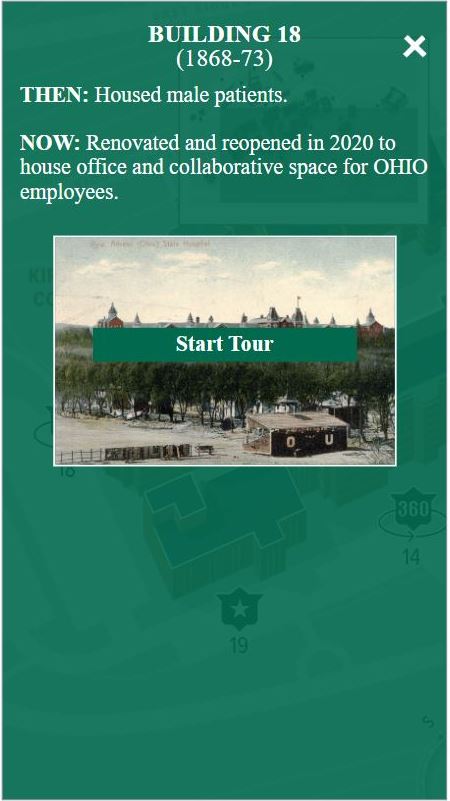 BUILDING 18
(1868-73)
THEN: Housed male patients.
NOW: Renovated and reopened in 2020 to
house office and collaborative space for OHIO
employees.
Athens (Ohio) State Hospital
Start Tour
O U
18
360
14
19